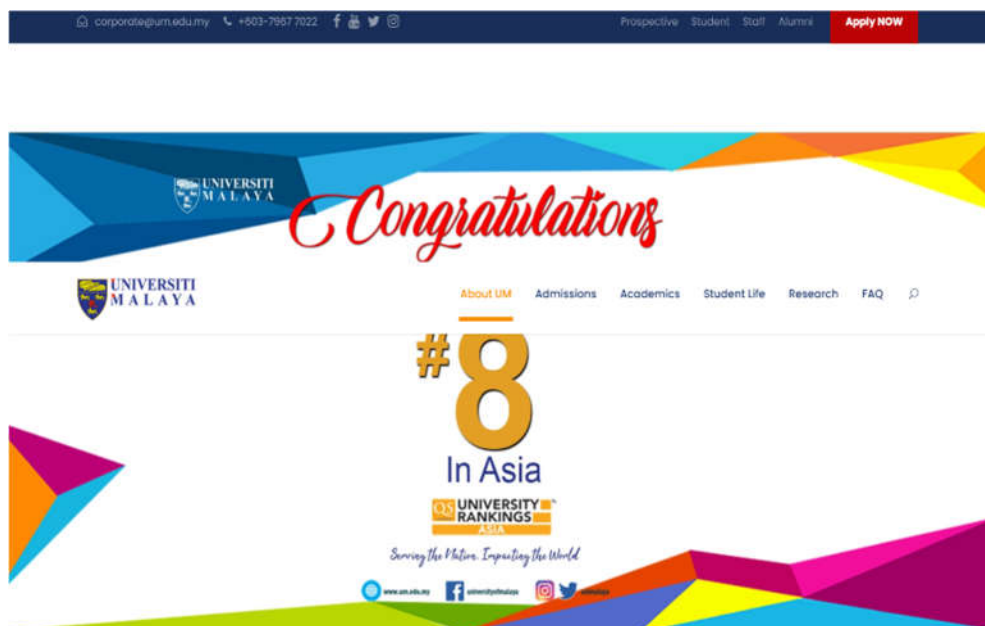 corporate@um.edu.my +603-7967 7022 Prospective Student Staff Alumni Apply NOW
UNIVERSITI
MALAYA
Congratulations
UNIVERSITI
MALAYA
About UM Admissions Academics Student Life Research FAQ
#8
In Asia
QS UNIVERSITY
RANKINGS
ASIA
Serving the Nation. Impacting the World
www.um.edu.my universityofmalaya unimalaya